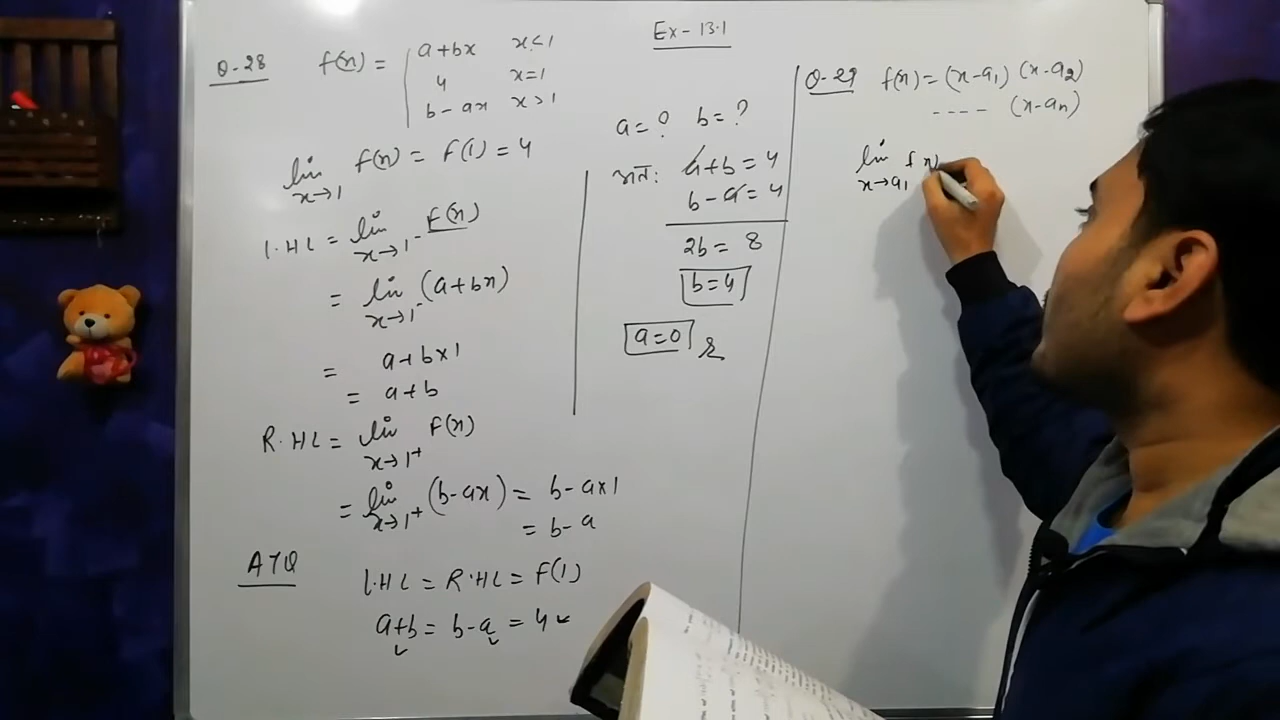 Ex-13.1
Q-28 f(x) = a+bx x<1
4 x=1
b-ax x>1
lim x→1 f(x) = f(1) = 4
L.HL = lim x→1⁻ f(x)
= lim x→1⁻ (a+bx)
= a+b×1
= a+b
R.HL = lim x→1⁺ f(x)
= lim x→1⁺ (b-ax) = b-a×1
= b-a
ATQ
L.HL = R.HL = f(1)
a+b = b-a = 4
a=? b=?
अतः a+b=4
b-a=4
2b = 8
b=4
a=0
Q-29 f(x) = (x-a₁) (x-a₂)
---- (x-aₙ)
lim x→a₁ f x